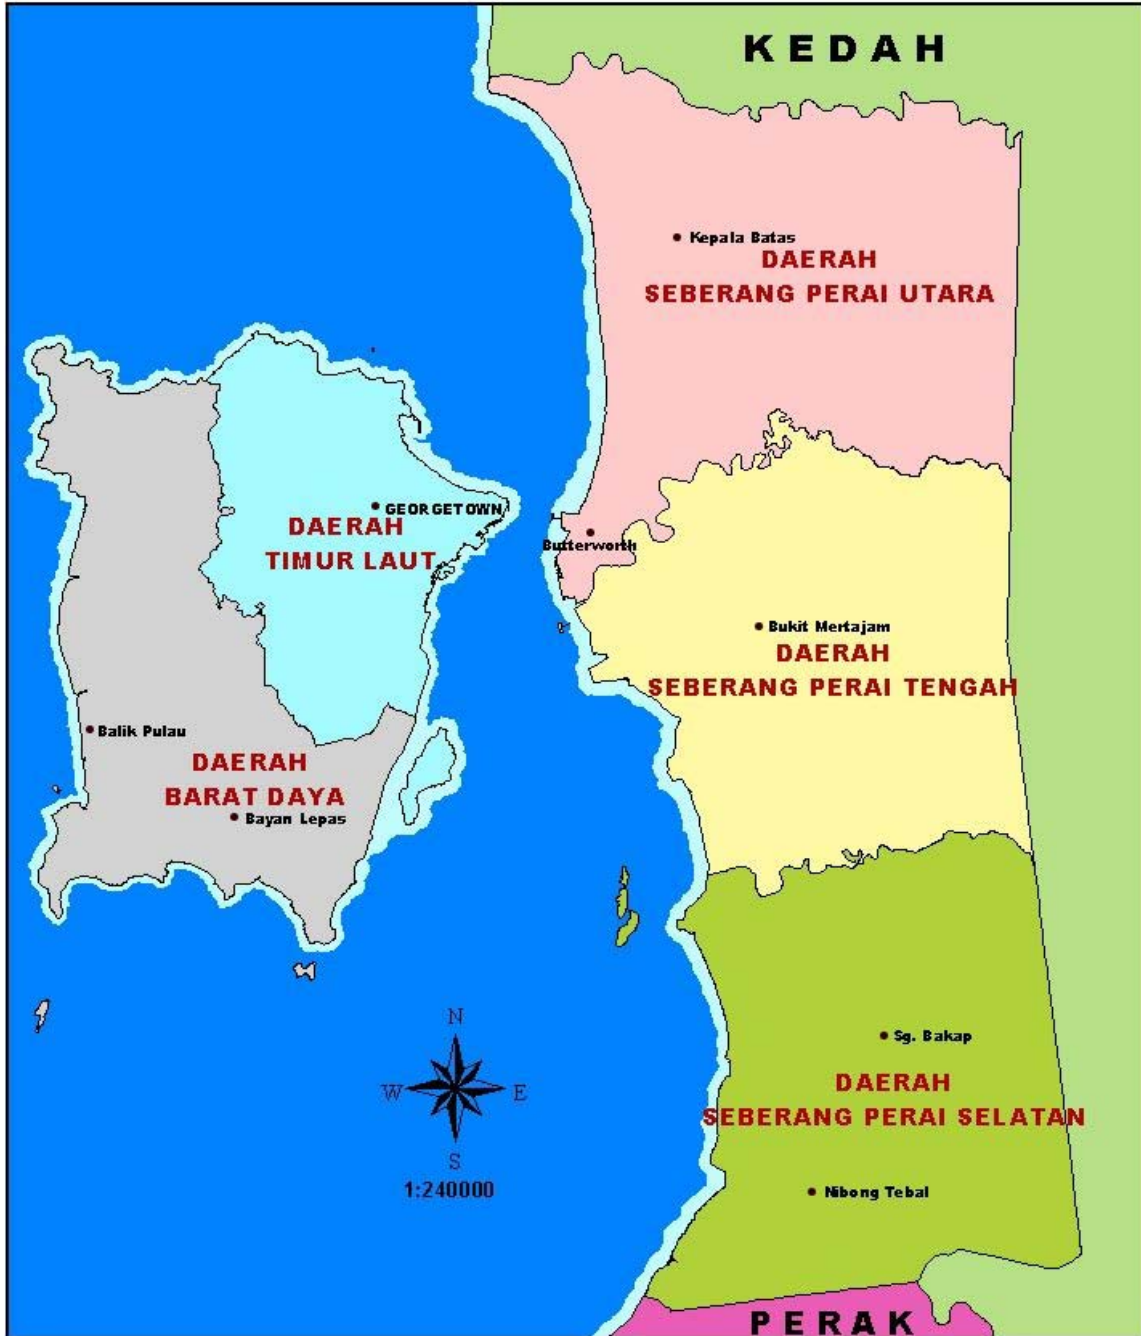 KEDAH
Kepala Batas
DAERAH
SEBERANG PERAI UTARA
GEORGETOWN
DAERAH
TIMUR LAUT
Butterworth
Bukit Mertajam
DAERAH
SEBERANG PERAI TENGAH
Balik Pulau
DAERAH
BARAT DAYA
Bayan Lepas
N
W
E
S
1:240000
Sg. Bakap
DAERAH
SEBERANG PERAI SELATAN
Nibong Tebal
PERAK